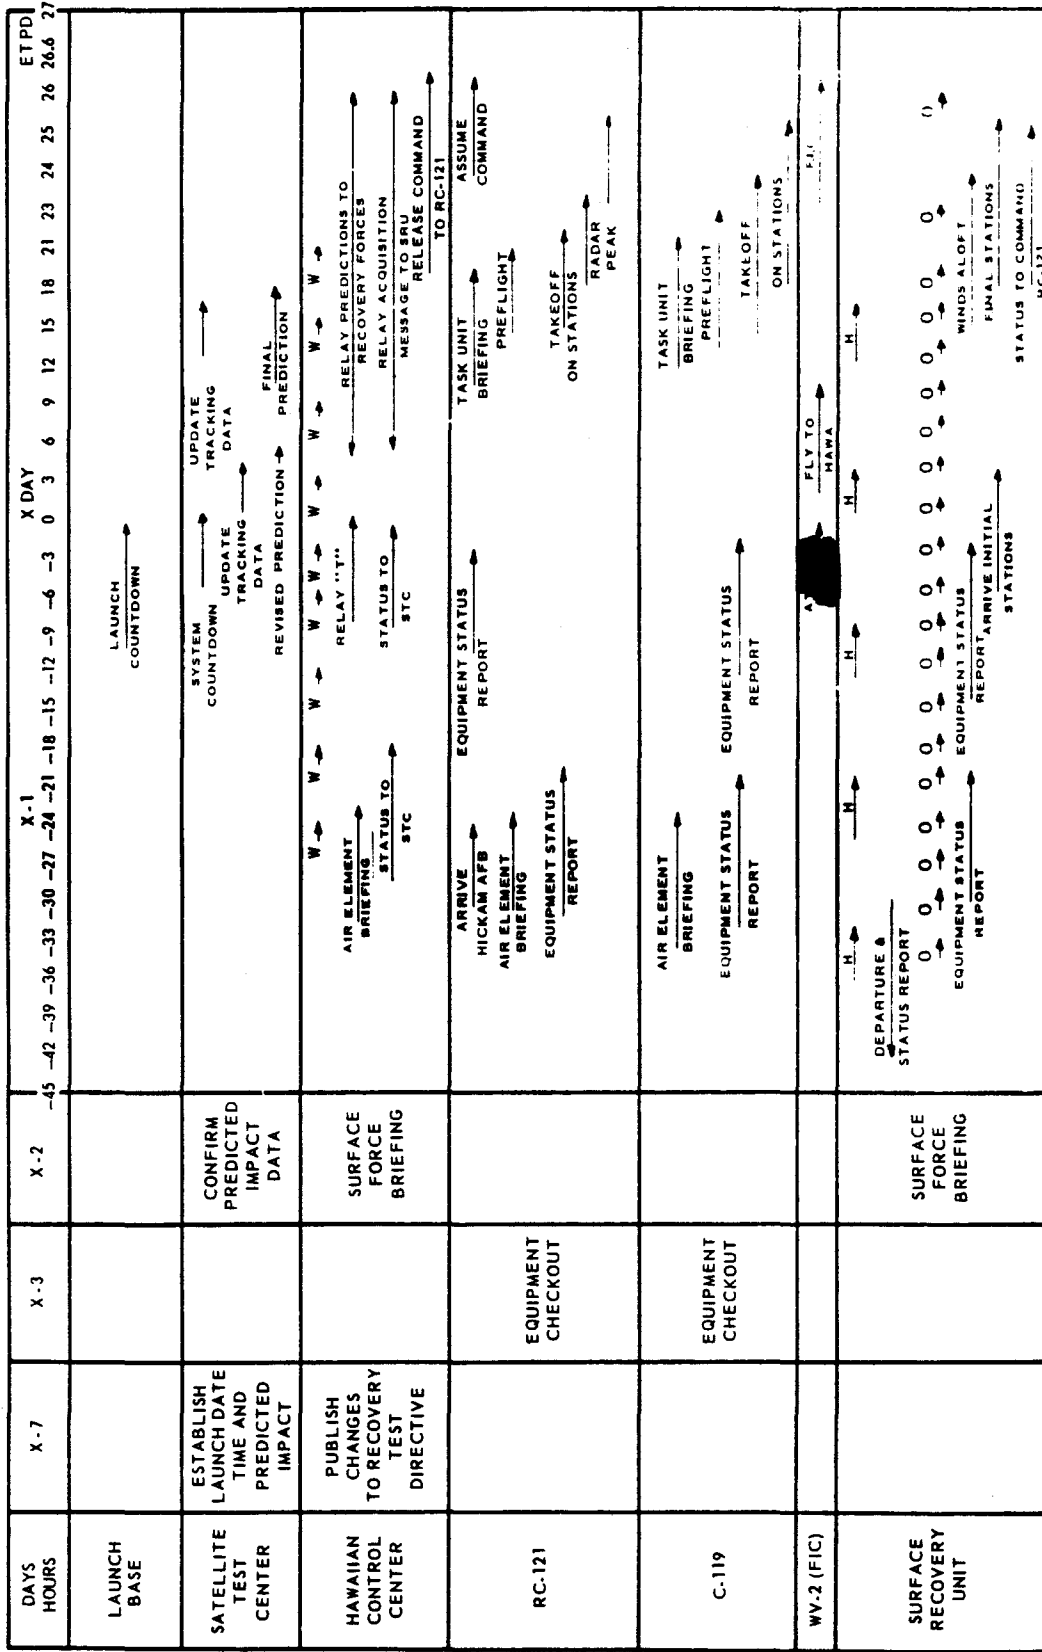 DAYS
HOURS
X-7
X-3
X-2
X-1
X DAY
ETPD
-45 -42 -39 -36 -33 -30 -27 -24 -21 -18 -15 -12 -9 -6 -3 0 3 6 9 12 15 18 21 23 24 25 26 26.6 27
LAUNCH
BASE
LAUNCH
COUNTDOWN
SATELLITE
TEST
CENTER
ESTABLISH
LAUNCH DATE
TIME AND
PREDICTED
IMPACT
CONFIRM
PREDICTED
IMPACT
DATA
SYSTEM
COUNTDOWN
UPDATE
TRACKING
DATA
REVISED PREDICTION
UPDATE
TRACKING
DATA
FINAL
PREDICTION
HAWAIIAN
CONTROL
CENTER
PUBLISH
CHANGES
TO RECOVERY
TEST
DIRECTIVE
SURFACE
FORCE
BRIEFING
W W W W W W W W W W W
AIR ELEMENT
BRIEFING
STATUS TO
STC
RELAY "T"
STATUS TO
STC
RELAY PREDICTIONS TO
RECOVERY FORCES
RELAY ACQUISITION
MESSAGE TO SRU
RELEASE COMMAND
TO RC-121
RC-121
EQUIPMENT
CHECKOUT
ARRIVE
HICKAM AFB
AIR ELEMENT
BRIEFING
EQUIPMENT STATUS
REPORT
EQUIPMENT STATUS
REPORT
TASK UNIT
BRIEFING
PREFLIGHT
TAKEOFF
ON STATIONS
RADAR
PEAK
ASSUME
COMMAND
C-119
EQUIPMENT
CHECKOUT
AIR ELEMENT
BRIEFING
EQUIPMENT STATUS
REPORT
EQUIPMENT STATUS
REPORT
TASK UNIT
BRIEFING
PREFLIGHT
TAKEOFF
ON STATIONS
WV-2 (FIC)
FLY TO
HAWA
SURFACE
RECOVERY
UNIT
SURFACE
FORCE
BRIEFING
H H H H H
DEPARTURE &
STATUS REPORT
O O O O O O O O O O O O O O O O O O O
EQUIPMENT STATUS
REPORT
EQUIPMENT STATUS
REPORT
ARRIVE INITIAL
STATIONS
WINDS ALOFT
FINAL STATIONS
STATUS TO COMMAND
RC-121